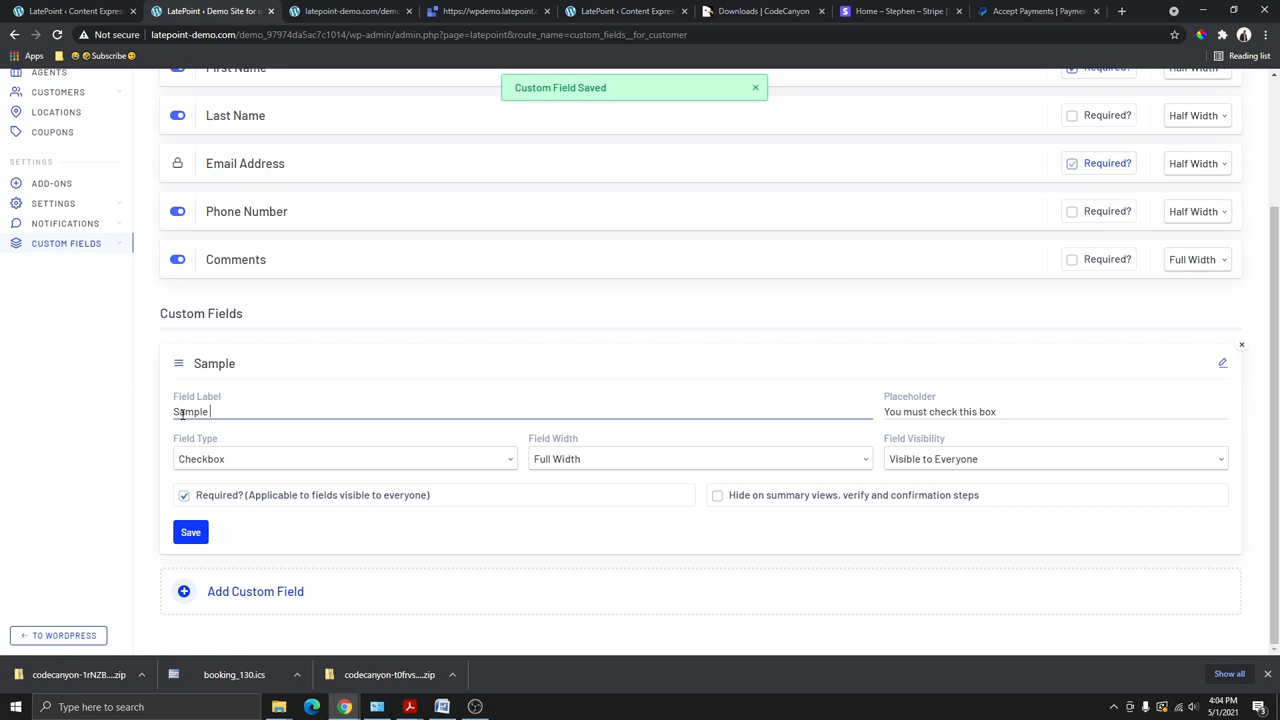 LatePoint ‹ Content Express
LatePoint – Demo Site for u
latepoint-demo.com/demo
https://wpdemo.latepoint.
LatePoint ‹ Content Express
Downloads | CodeCanyon
Home – Stephen – Stripe [
Accept Payments | Paymen
Not secure | latepoint-demo.com/demo_97974da5ac7c1014/wp-admin/admin.php?page=latepoint&route_name=custom_fields__for_customer
Apps
Subscribe
Reading list
AGENTS
CUSTOMERS
LOCATIONS
COUPONS
SETTINGS
ADD-ONS
SETTINGS
NOTIFICATIONS
CUSTOM FIELDS
TO WORDPRESS
Custom Field Saved
First Name
Required?
Half Width
Last Name
Required?
Half Width
Email Address
Required?
Half Width
Phone Number
Required?
Half Width
Comments
Required?
Full Width
Custom Fields
Sample
Field Label
Placeholder
Sample
You must check this box
Field Type
Field Width
Field Visibility
Checkbox
Full Width
Visible to Everyone
Required? (Applicable to fields visible to everyone)
Hide on summary views, verify and confirmation steps
Save
Add Custom Field
codecanyon-1rNZB....zip
booking_130.ics
codecanyon-t0frvs....zip
Show all
Type here to search
4:04 PM
5/1/2021
3